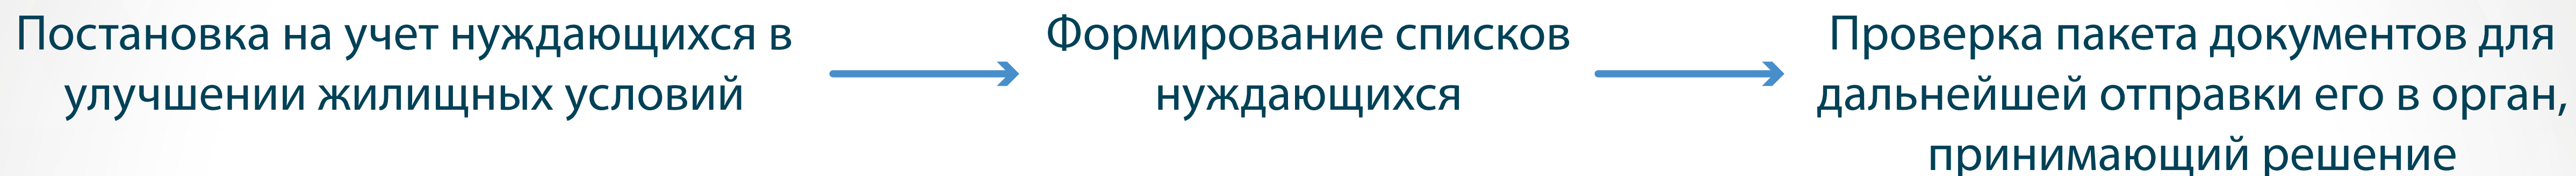 Постановка на учет нуждающихся в
улучшении жилищных условий
Формирование списков
нуждающихся
Проверка пакета документов для
дальнейшей отправки его в орган,
принимающий решение